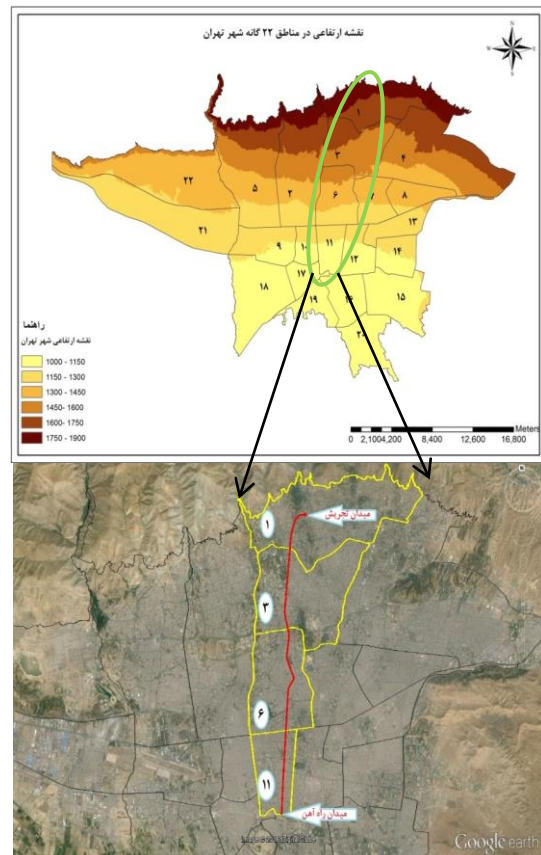 نقشه ارتفاعی در مناطق ۲۲ گانه شهر تهران
N
W
E
S
۱
۳
۴
۲۲
۵
۲
۶
۷
۸
۲۱
۱۳
۹
۱۰
۱۱
۱۲
۱۴
۱۸
۱۷
۱۹
۱۵
راهنما
نقشه ارتفاعی شهر تهران
1000 - 1150
1150 - 1300
1300 - 1450
1450- 1600
1600- 1750
1750 - 1900
Meters
0 2,100 4,200 8,400 12,600 16,800
میدان تجریش
۱
۳
۶
۱۱
میدان راه آهن
Google earth